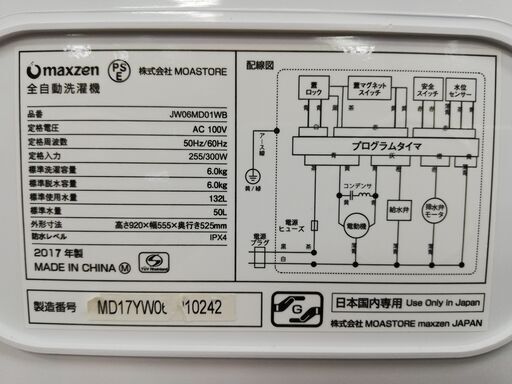 maxzen
PS
E
株式会社 MOASTORE
全自動洗濯機
品番 JW06MD01WB
定格電圧 AC 100V
定格周波数 50Hz/60Hz
定格入力 255/300W
標準洗濯容量 6.0kg
標準脱水容量 6.0kg
標準使用水量 132L
標準水量 50L
外形寸法 高さ920×幅555×奥行き525mm
防水レベル IPX4
2017 年製
MADE IN CHINA M
配線図
蓋
ロック
蓋マグネット
スイッチ
安全
スイッチ
水位
センサー
プログラムタイマ
アース線
黄/緑
コンデンサ
電動機
給水弁
排水弁
モータ
電源
ヒューズ
電源
プラグ
黒
茶
白
製造番号 MD17YW0 10242
G
日本国内専用 Use Only in Japan
株式会社 MOASTORE maxzen JAPAN